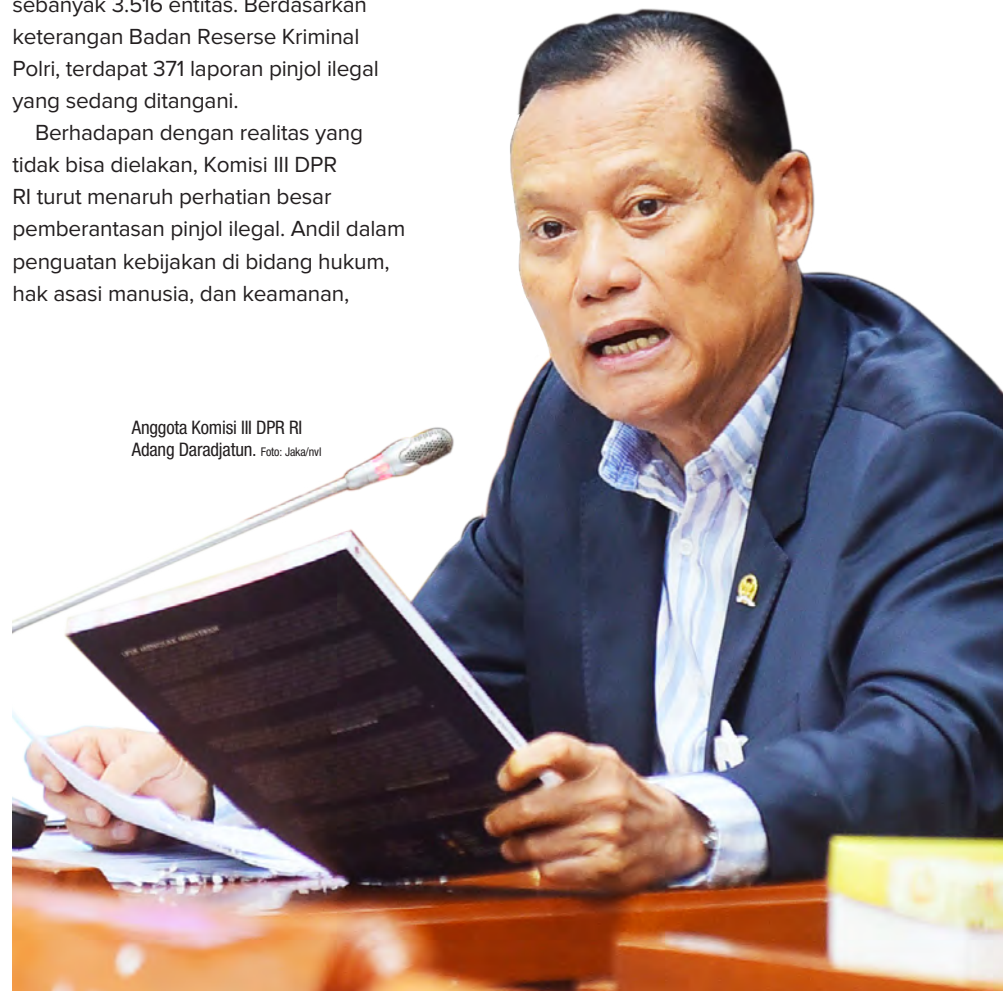 sebanyak 3.516 entitas. Berdasarkan
keterangan Badan Reserse Kriminal
Polri, terdapat 371 laporan pinjol ilegal
yang sedang ditangani.
Berhadapan dengan realitas yang
tidak bisa dielakan, Komisi III DPR
RI turut menaruh perhatian besar
pemberantasan pinjol ilegal. Andil dalam
penguatan kebijakan di bidang hukum,
hak asasi manusia, dan keamanan,
Anggota Komisi III DPR RI
Adang Daradjatun. Foto: Jaka/nvl